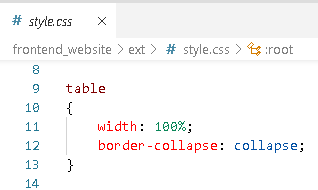 # style.css ×
frontend_website > ext > # style.css > :root
8
9 table
10 {
11     width: 100%;
12     border-collapse: collapse;
13 }
14